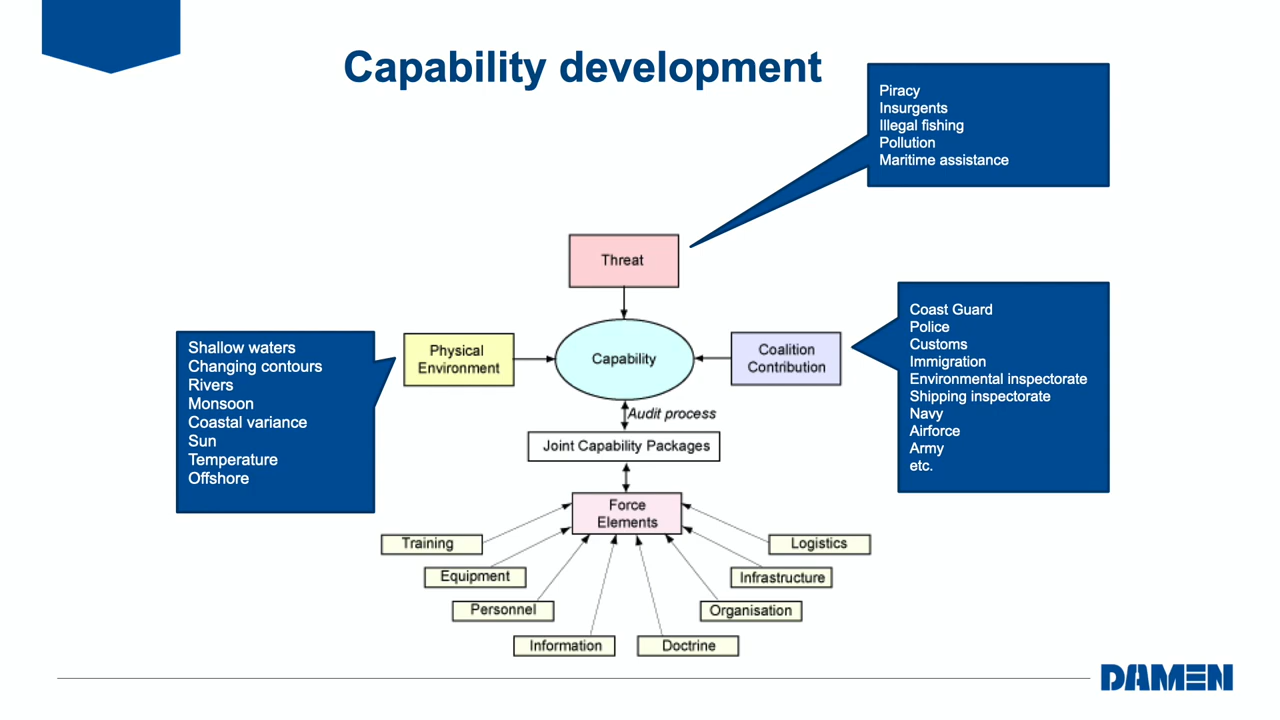 Capability development
Piracy
Insurgents
Illegal fishing
Pollution
Maritime assistance
Threat
Shallow waters
Changing contours
Rivers
Monsoon
Coastal variance
Sun
Temperature
Offshore
Physical
Environment
Capability
Coalition
Contribution
Coast Guard
Police
Customs
Immigration
Environmental inspectorate
Shipping inspectorate
Navy
Airforce
Army
etc.
Audit process
Joint Capability Packages
Force
Elements
Training
Equipment
Personnel
Information
Doctrine
Organisation
Infrastructure
Logistics
DAMEN